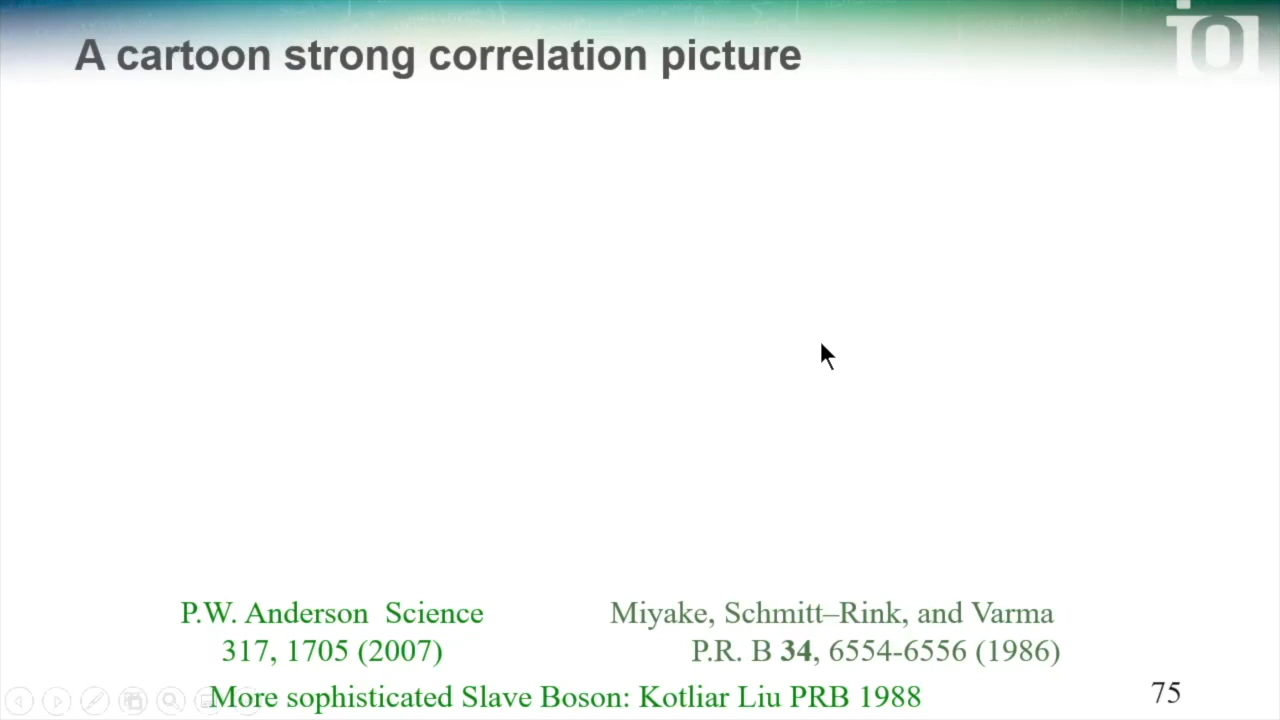 A cartoon strong correlation picture
P.W. Anderson Science
317, 1705 (2007)
Miyake, Schmitt–Rink, and Varma
P.R. B 34, 6554-6556 (1986)
More sophisticated Slave Boson: Kotliar Liu PRB 1988
75